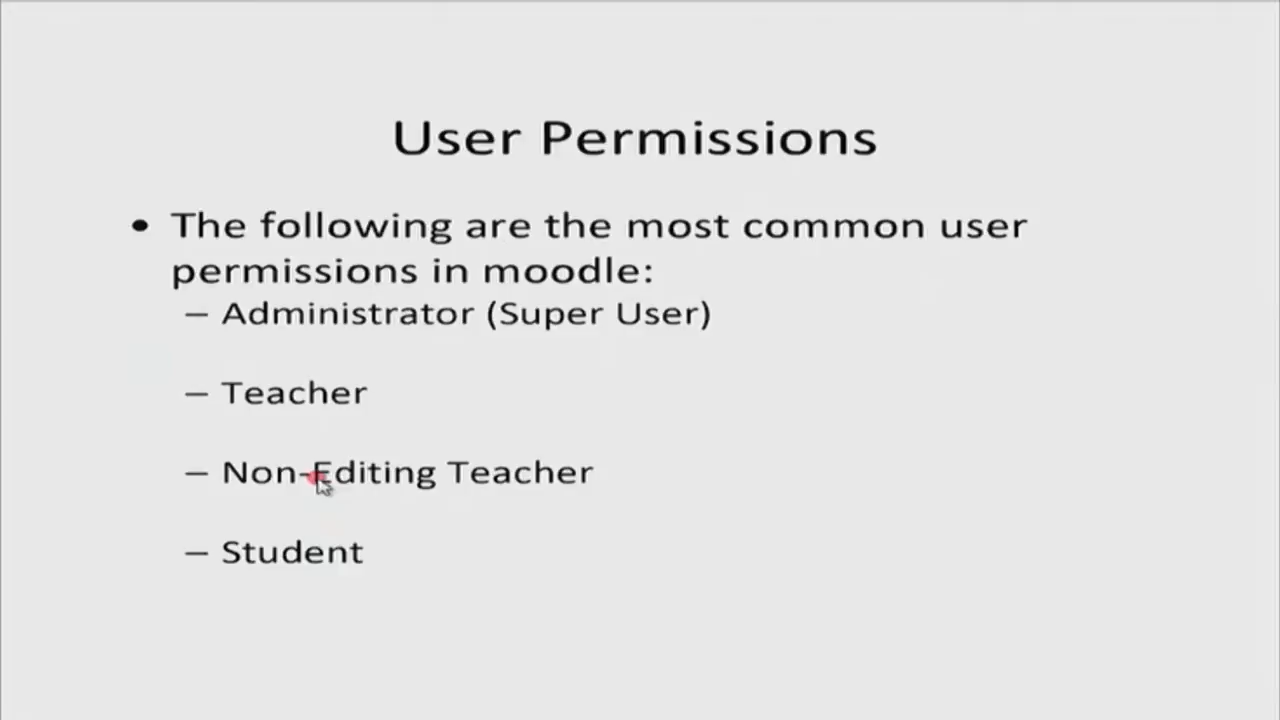 User Permissions
• The following are the most common user
permissions in moodle:
– Administrator (Super User)
– Teacher
– Non-Editing Teacher
– Student